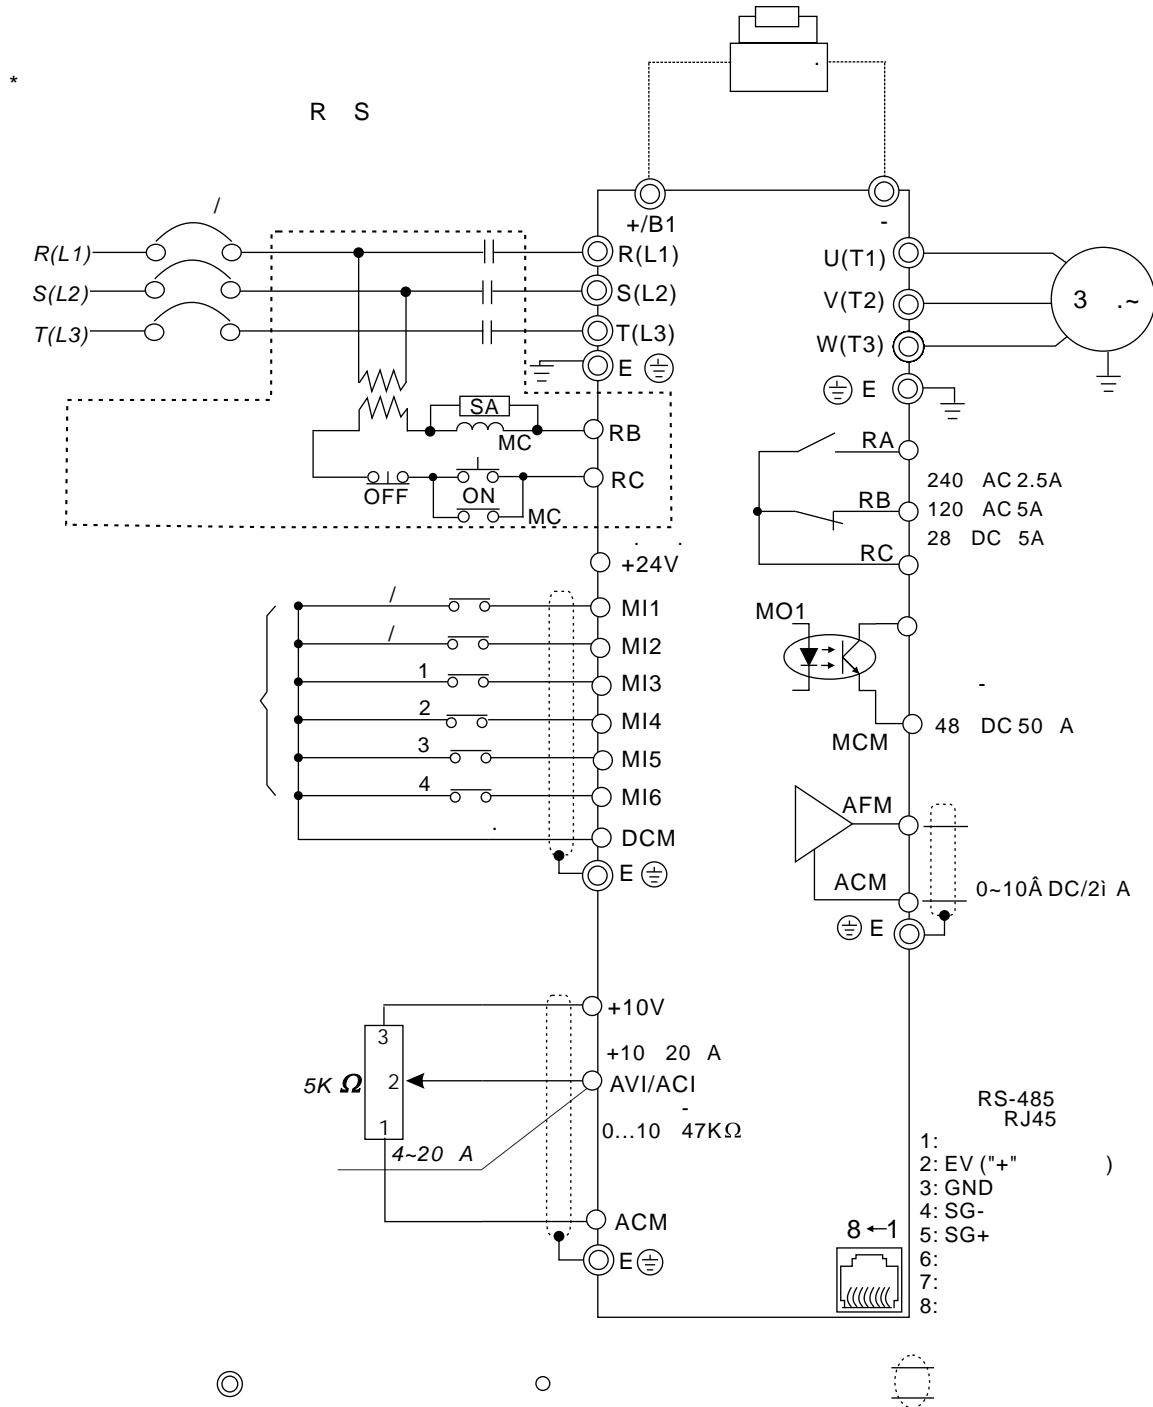 *
R S
/
+/B1
-
R(L1)
R(L1)
U(T1)
S(L2)
S(L2)
V(T2)
3 .~
T(L3)
T(L3)
W(T3)
E
E
SA
MC
RB
OFF
ON
MC
RC
RA
240 AC 2.5A
RB
120 AC 5A
28 DC 5A
RC
+24V
/
MI1
MO1
/
MI2
1
MI3
-
2
MI4
48 DC 50 A
MCM
3
MI5
4
MI6
AFM
DCM
E
ACM
0~10Â DC/2ì A
E
+10V
3
+10 20 A
5K Ω
2
AVI/ACI
-
0...10 47KΩ
1
4~20 A
ACM
E
RS-485
RJ45
1:
2: EV ("+" )
3: GND
4: SG-
5: SG+
6:
7:
8:
8←1